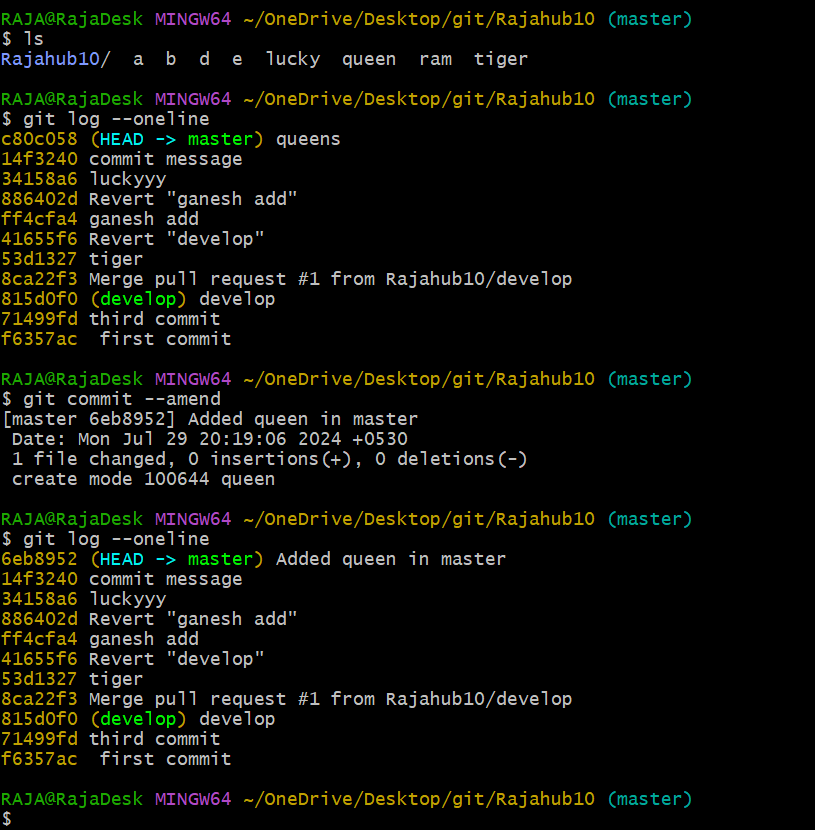 RAJA@RajaDesk MINGW64 ~/OneDrive/Desktop/git/Rajahub10 (master)
$ ls
Rajahub10/  a  b  d  e  lucky  queen  ram  tiger
RAJA@RajaDesk MINGW64 ~/OneDrive/Desktop/git/Rajahub10 (master)
$ git log --oneline
c80c058 (HEAD -> master) queens
14f3240 commit message
34158a6 luckyyy
886402d Revert "ganesh add"
ff4cfa4 ganesh add
41655f6 Revert "develop"
53d1327 tiger
8ca22f3 Merge pull request #1 from Rajahub10/develop
815d0f0 (develop) develop
71499fd third commit
f6357ac  first commit
RAJA@RajaDesk MINGW64 ~/OneDrive/Desktop/git/Rajahub10 (master)
$ git commit --amend
[master 6eb8952] Added queen in master
 Date: Mon Jul 29 20:19:06 2024 +0530
 1 file changed, 0 insertions(+), 0 deletions(-)
 create mode 100644 queen
RAJA@RajaDesk MINGW64 ~/OneDrive/Desktop/git/Rajahub10 (master)
$ git log --oneline
6eb8952 (HEAD -> master) Added queen in master
14f3240 commit message
34158a6 luckyyy
886402d Revert "ganesh add"
ff4cfa4 ganesh add
41655f6 Revert "develop"
53d1327 tiger
8ca22f3 Merge pull request #1 from Rajahub10/develop
815d0f0 (develop) develop
71499fd third commit
f6357ac  first commit
RAJA@RajaDesk MINGW64 ~/OneDrive/Desktop/git/Rajahub10 (master)
$